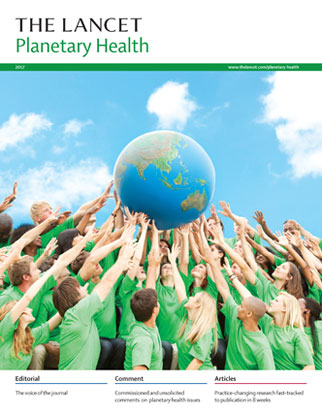 THE LANCET
Planetary Health
2017
www.thelancet.com/planetary-health
Editorial
The voice of the journal
Comment
Commissioned and unsolicited
comments on planetary health issues
Articles
Practice-changing research fast-tracked
to publication in 8 weeks